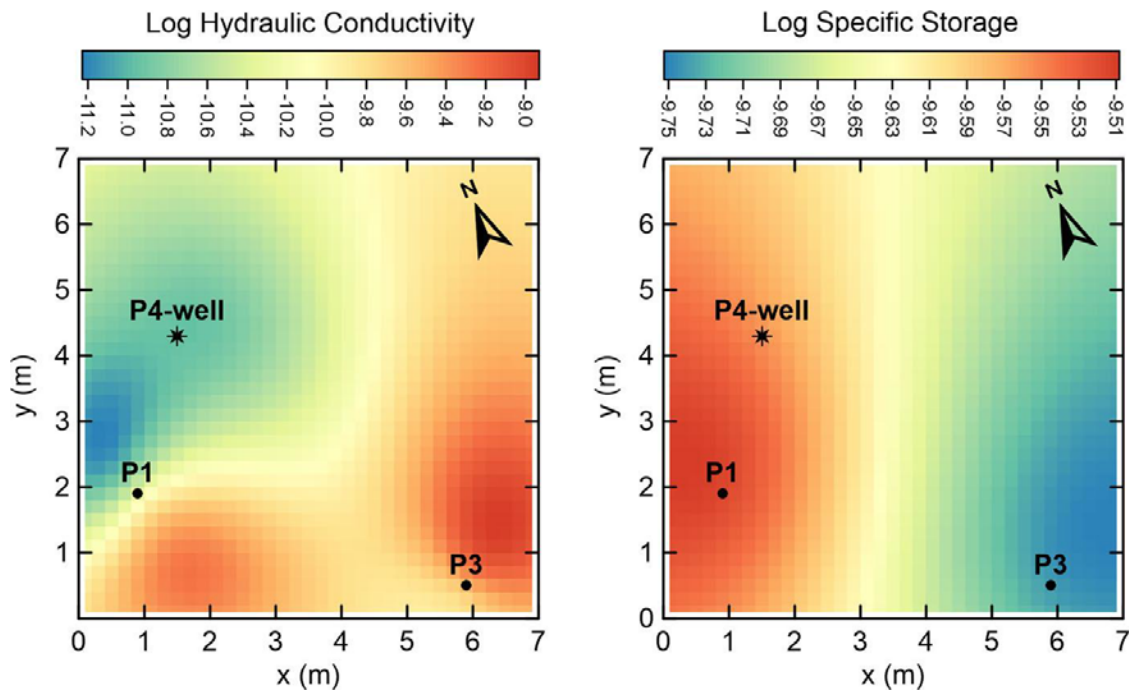 Log Hydraulic Conductivity
-11.2 -11.0 -10.8 -10.6 -10.4 -10.2 -10.0 -9.8 -9.6 -9.4 -9.2 -9.0
7
6
5
4
3
2
1
0
y (m)
N
P4-well
P1
P3
0 1 2 3 4 5 6 7
x (m)
Log Specific Storage
-9.75 -9.73 -9.71 -9.69 -9.67 -9.65 -9.63 -9.61 -9.59 -9.57 -9.55 -9.53 -9.51
7
6
5
4
3
2
1
0
y (m)
N
P4-well
P1
P3
0 1 2 3 4 5 6 7
x (m)